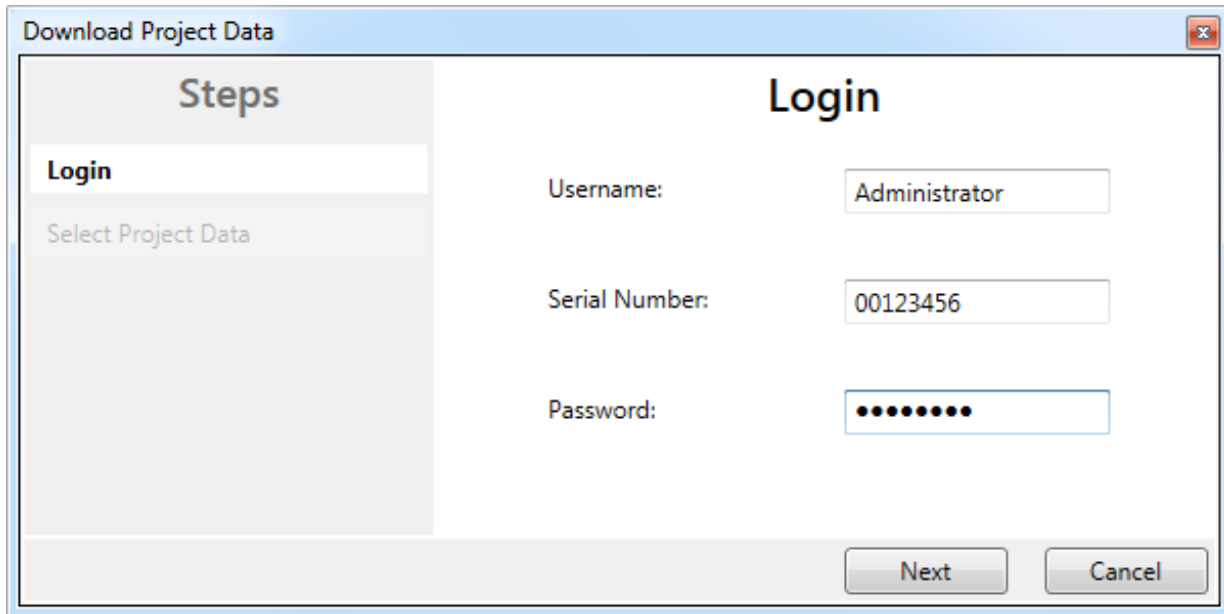 Download Project Data
Steps
Login
Select Project Data
Login
Username: Administrator
Serial Number: 00123456
Password: ••••••••
Next Cancel